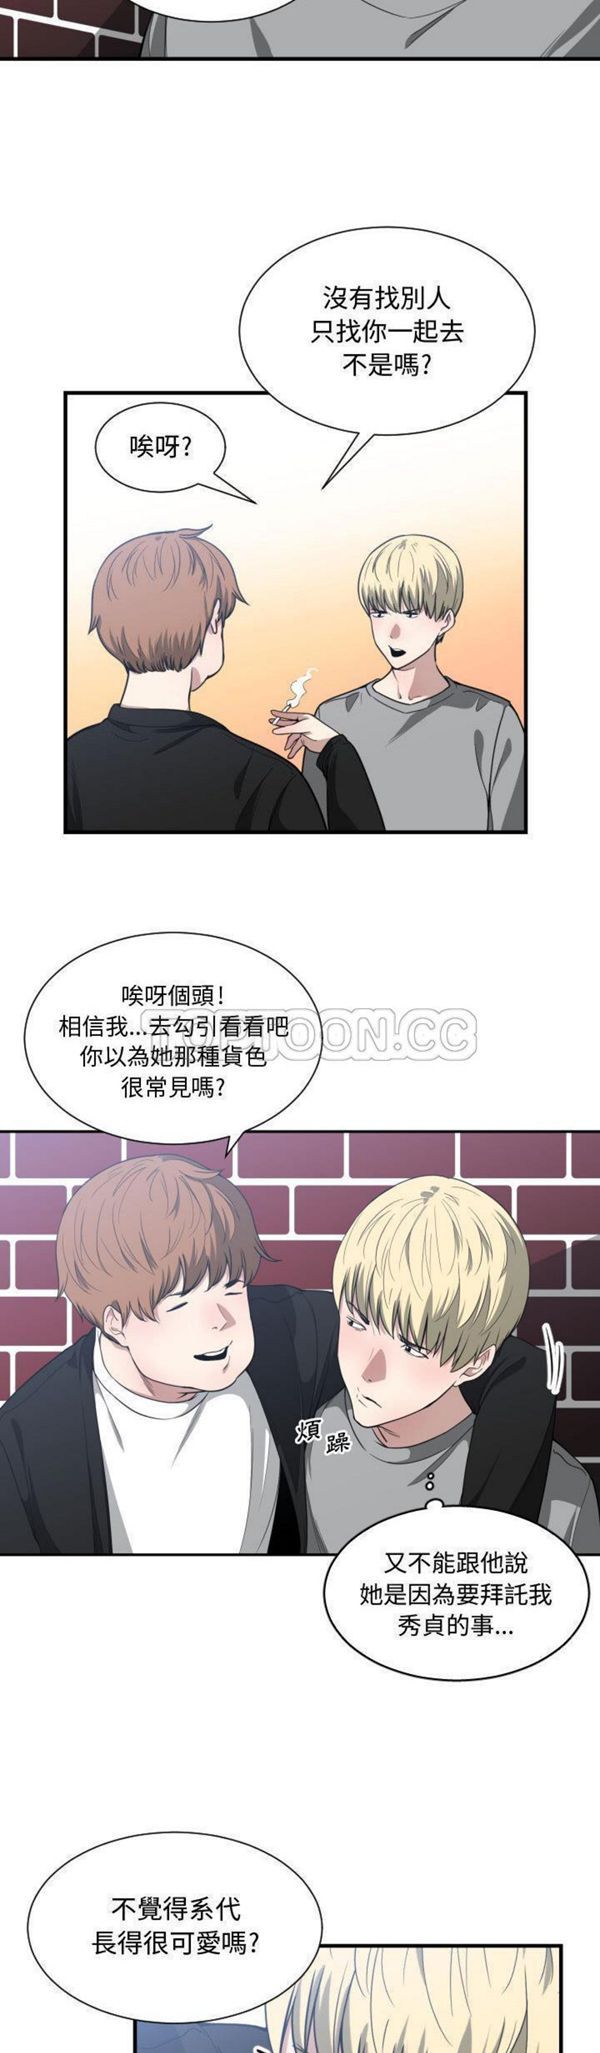 沒有找別人
只找你一起去
不是嗎?
唉呀?
唉呀個頭!
相信我...去勾引看看吧
你以為她那種貨色
很常見嗎?
TOPTOON.CC
煩躁
又不能跟他說
她是因為要拜託我
秀貞的事...
不覺得系代
長得很可愛嗎?